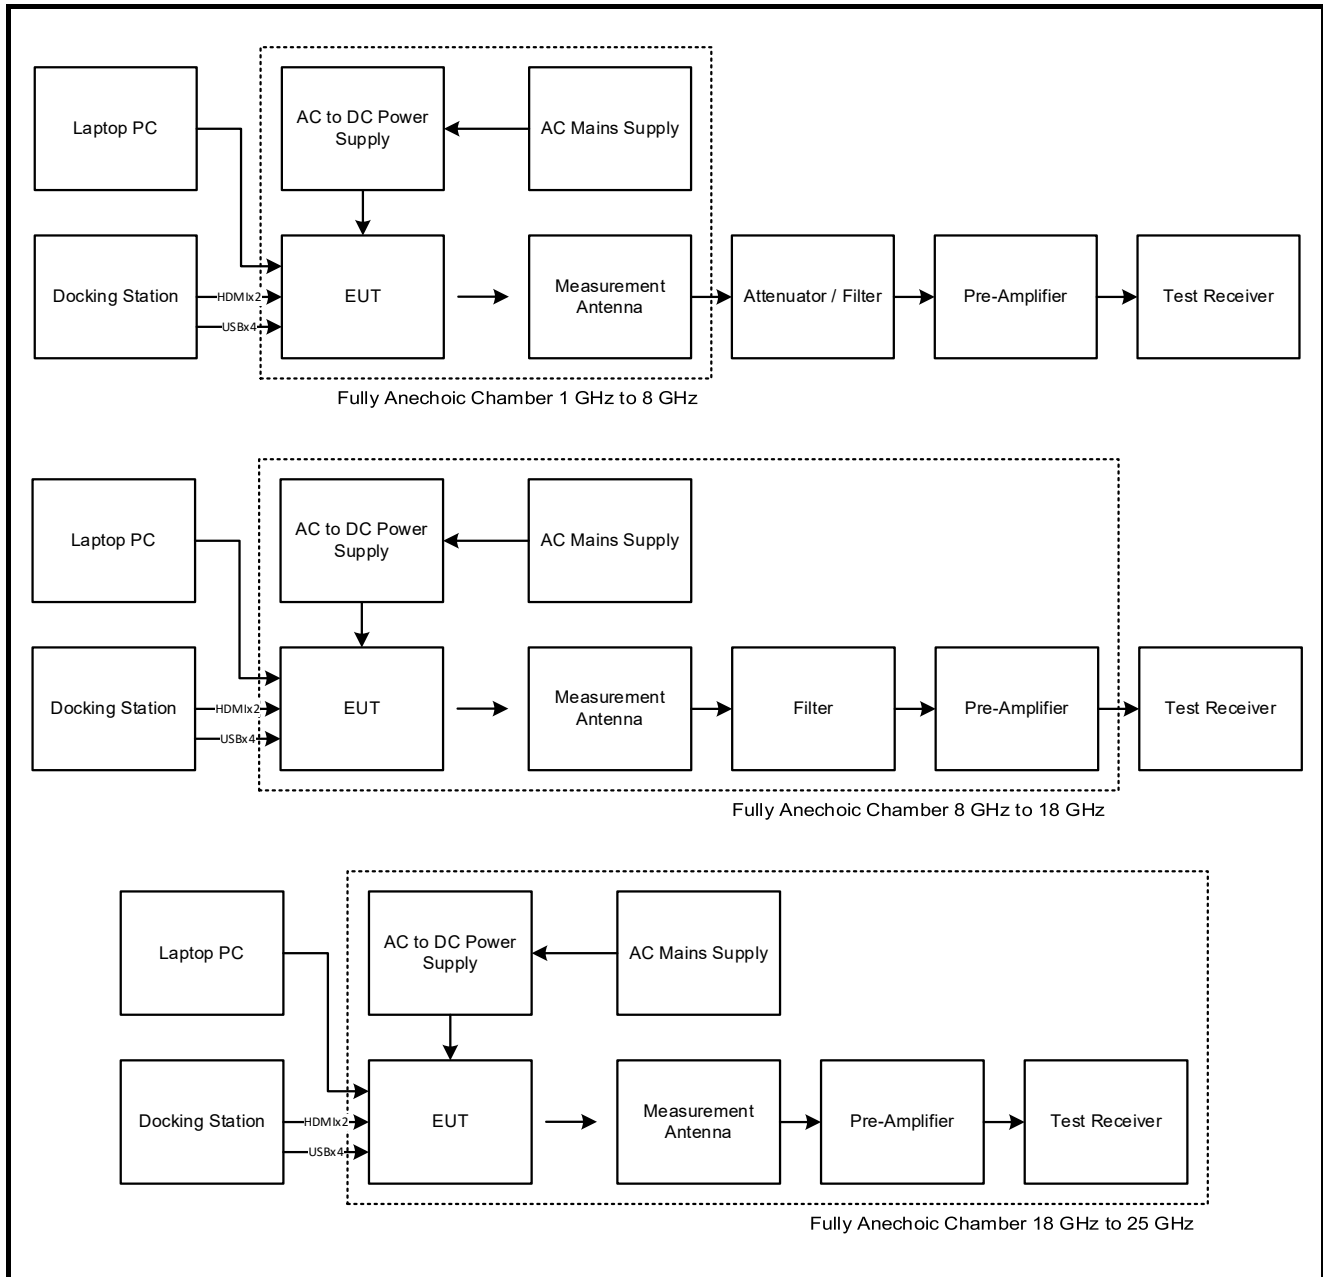 Laptop PC
AC to DC Power
Supply
AC Mains Supply
Docking Station
HDMIx2
USBx4
EUT
Measurement
Antenna
Attenuator / Filter
Pre-Amplifier
Test Receiver
Fully Anechoic Chamber 1 GHz to 8 GHz
Laptop PC
AC to DC Power
Supply
AC Mains Supply
Docking Station
HDMIx2
USBx4
EUT
Measurement
Antenna
Filter
Pre-Amplifier
Test Receiver
Fully Anechoic Chamber 8 GHz to 18 GHz
Laptop PC
AC to DC Power
Supply
AC Mains Supply
Docking Station
HDMIx2
USBx4
EUT
Measurement
Antenna
Pre-Amplifier
Test Receiver
Fully Anechoic Chamber 18 GHz to 25 GHz